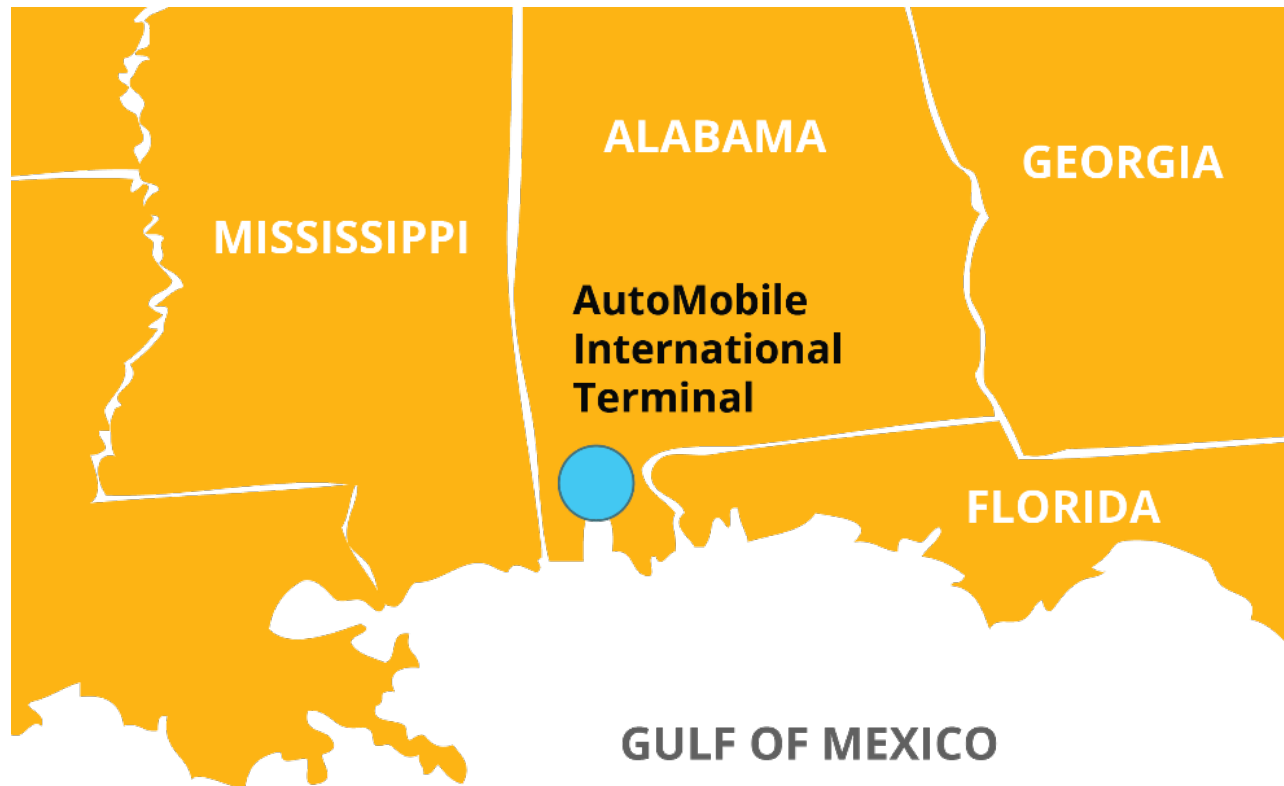 ALABAMA
GEORGIA
MISSISSIPPI
AutoMobile
International
Terminal
FLORIDA
GULF OF MEXICO